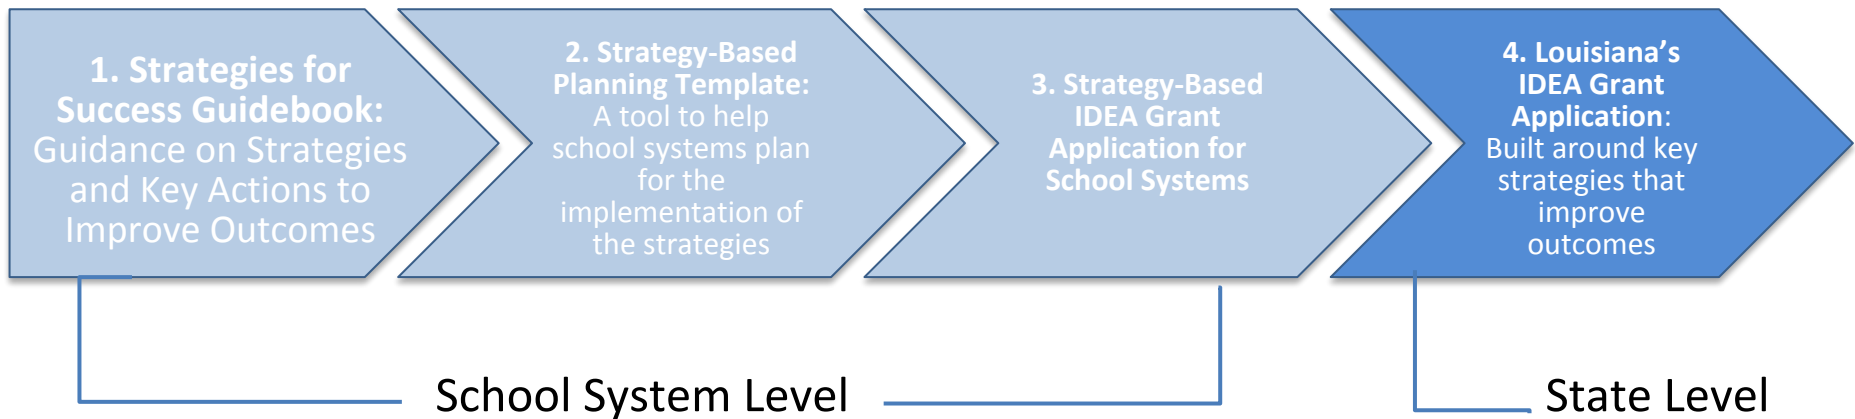 1. Strategies for
Success Guidebook:
Guidance on Strategies
and Key Actions to
Improve Outcomes
2. Strategy-Based
Planning Template:
A tool to help
school systems plan
for the
implementation of
the strategies
3. Strategy-Based
IDEA Grant
Application for
School Systems
4. Louisiana’s
IDEA Grant
Application:
Built around key
strategies that
improve
outcomes
School System Level
State Level